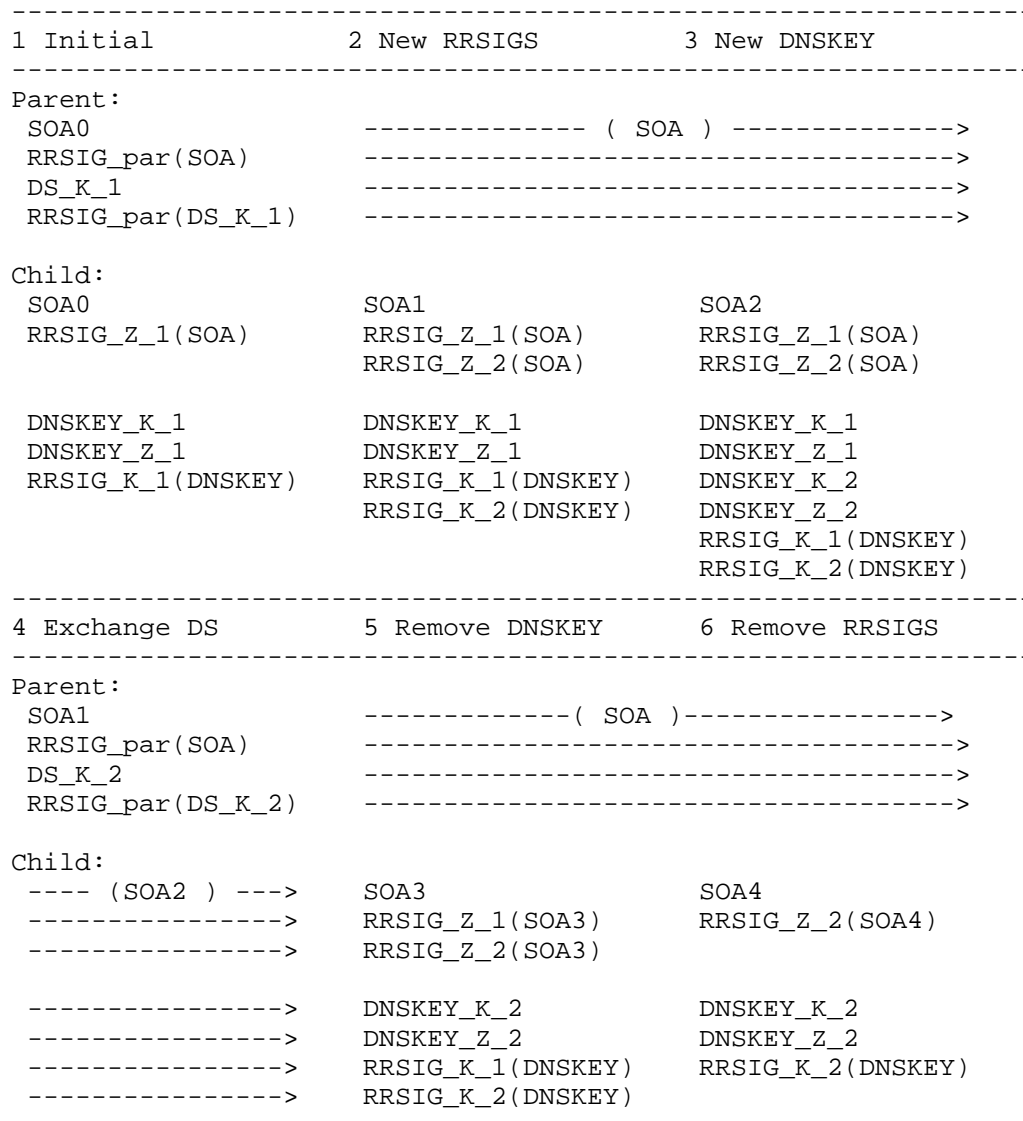 ----------------------------------------------------------------
1 Initial             2 New RRSIGS          3 New DNSKEY
----------------------------------------------------------------
Parent:
 SOA0                 -------------- ( SOA ) -------------->
 RRSIG_par(SOA)       ------------------------------------->
 DS_K_1               ------------------------------------->
 RRSIG_par(DS_K_1)    ------------------------------------->

Child:
 SOA0                 SOA1                 SOA2
 RRSIG_Z_1(SOA)       RRSIG_Z_1(SOA)       RRSIG_Z_1(SOA)
                      RRSIG_Z_2(SOA)       RRSIG_Z_2(SOA)

 DNSKEY_K_1           DNSKEY_K_1           DNSKEY_K_1
 DNSKEY_Z_1           DNSKEY_Z_1           DNSKEY_Z_1
 RRSIG_K_1(DNSKEY)    RRSIG_K_1(DNSKEY)    DNSKEY_K_2
                      RRSIG_K_2(DNSKEY)    DNSKEY_Z_2
                                           RRSIG_K_1(DNSKEY)
                                           RRSIG_K_2(DNSKEY)
----------------------------------------------------------------
4 Exchange DS         5 Remove DNSKEY      6 Remove RRSIGS
----------------------------------------------------------------
Parent:
 SOA1                 -------------( SOA )---------------->
 RRSIG_par(SOA)       ------------------------------------->
 DS_K_2               ------------------------------------->
 RRSIG_par(DS_K_2)    ------------------------------------->

Child:
 ---- (SOA2 ) --->    SOA3                 SOA4
 ---------------->    RRSIG_Z_1(SOA3)      RRSIG_Z_2(SOA4)
 ---------------->    RRSIG_Z_2(SOA3)

 ---------------->    DNSKEY_K_2           DNSKEY_K_2
 ---------------->    DNSKEY_Z_2           DNSKEY_Z_2
 ---------------->    RRSIG_K_1(DNSKEY)    RRSIG_K_2(DNSKEY)
 ---------------->    RRSIG_K_2(DNSKEY)